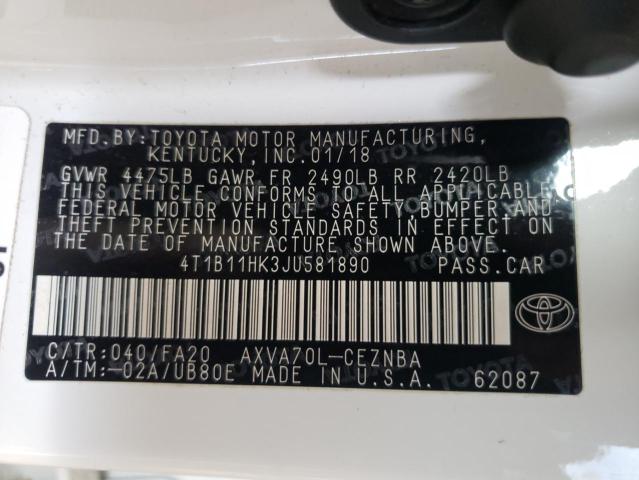 MFD.BY:TOYOTA MOTOR MANUFACTURING,
KENTUCKY,INC.01/18
GVWR 4475LB GAWR FR 2490LB RR 2420LB
THIS VEHICLE CONFORMS TO ALL APPLICABLE
FEDERAL MOTOR VEHICLE SAFETY,BUMPER,AND
THEFT PREVENTION STANDARDS IN EFFECT ON
THE DATE OF MANUFACTURE SHOWN ABOVE.
4T1B11HK3JU581890 PASS.CAR
C/TR:040/FA20 AXVA70L-CEZNBA
A/TM:-02A/UB80E MADE IN U.S.A. 62087